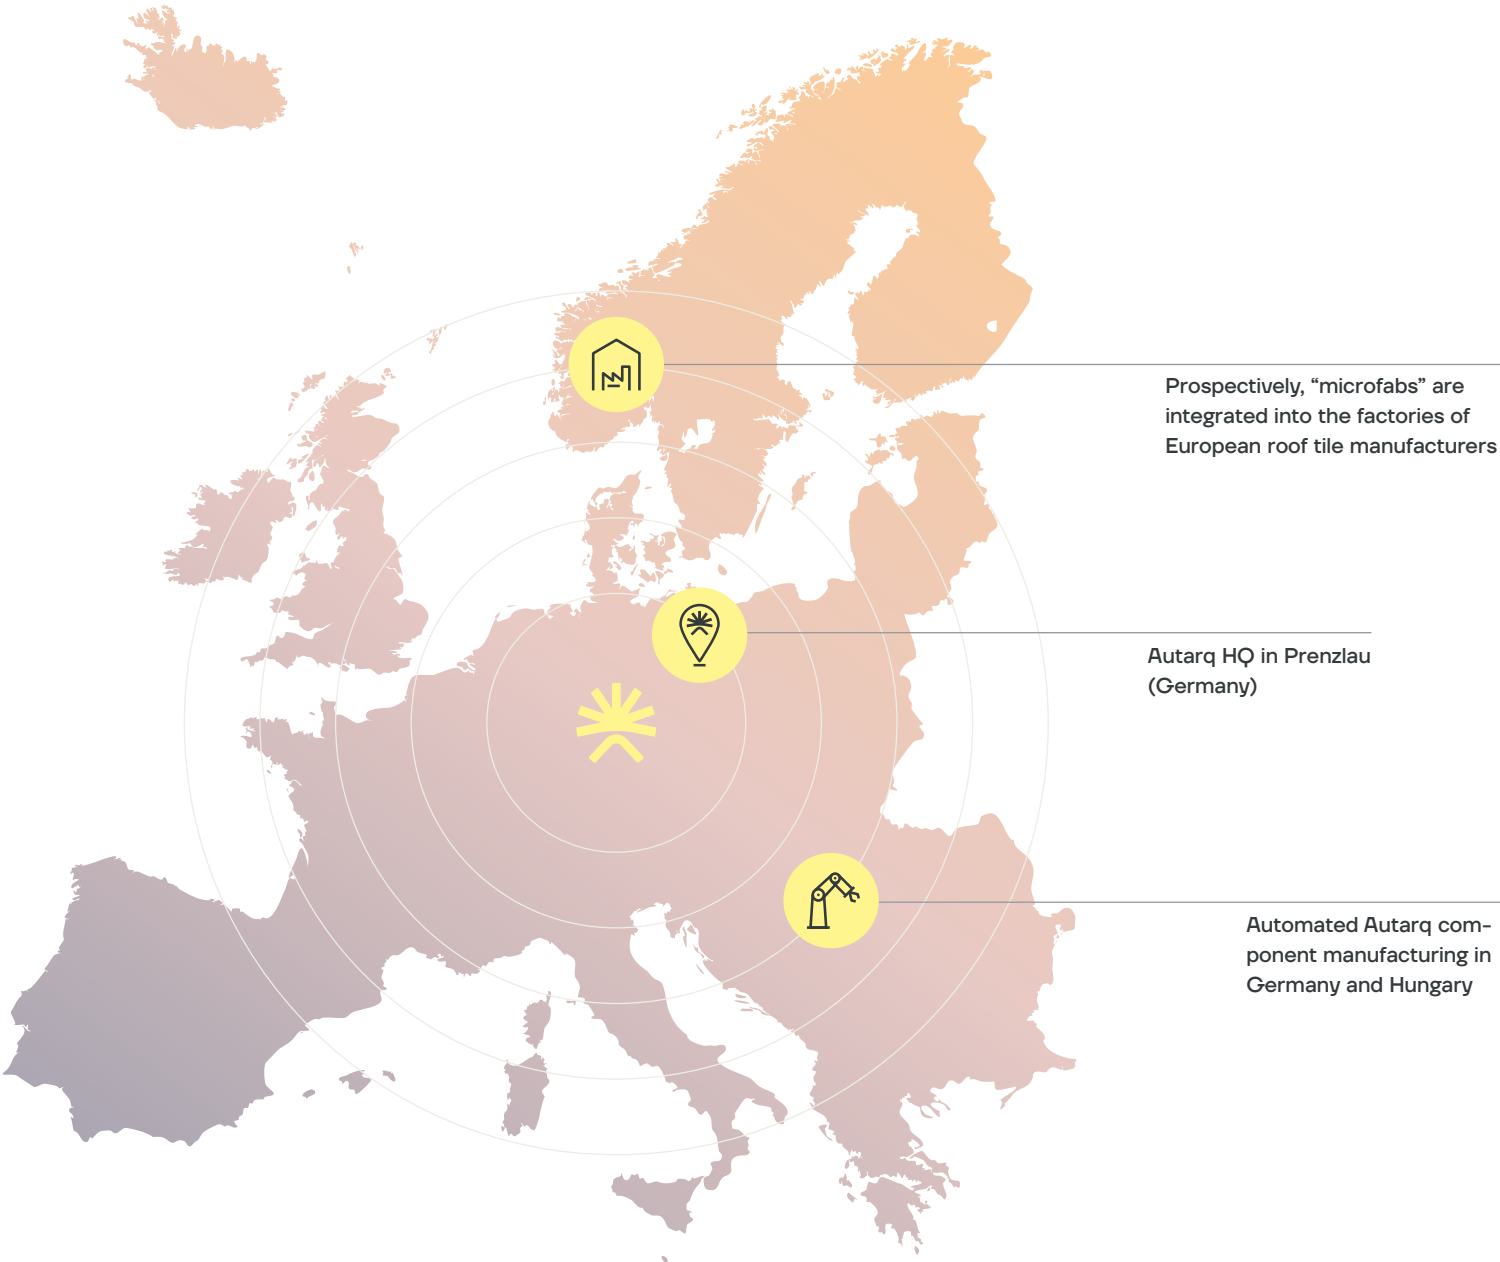 Prospectively, “microfabs” are
integrated into the factories of
European roof tile manufacturers
Autarq HQ in Prenzlau
(Germany)
Automated Autarq com-
ponent manufacturing in
Germany and Hungary